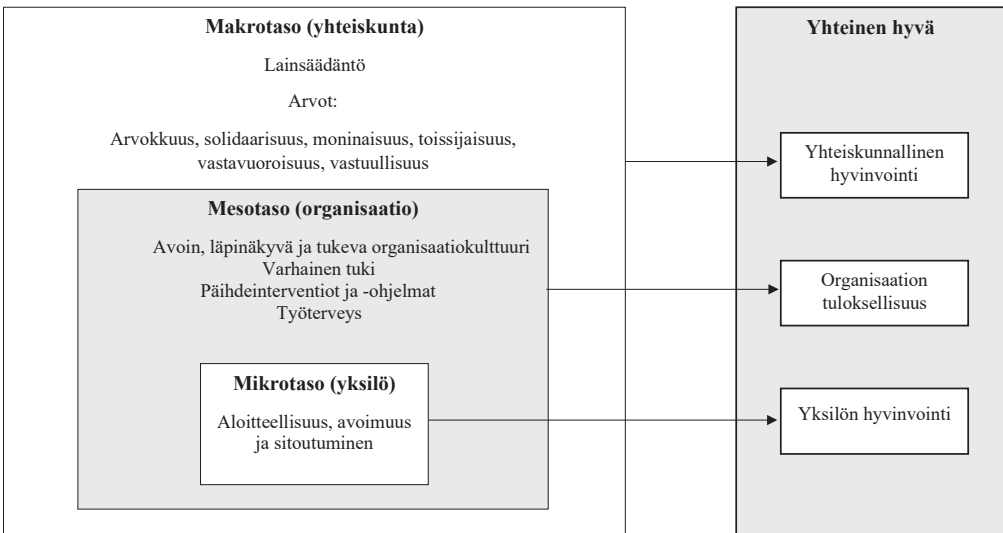 Makrotaso (yhteiskunta)
Lainsäädäntö
Arvot:
Arvokkuus, solidaarisuus, moninaisuus, toissijaisuus,
vastavuoroisuus, vastuullisuus
Mesotaso (organisaatio)
Avoin, läpinäkyvä ja tukeva organisaatiokulttuuri
Varhainen tuki
Päihdeinterventiot ja -ohjelmat
Työterveys
Mikrotaso (yksilö)
Aloitteellisuus, avoimuus
ja sitoutuminen
Yhteinen hyvä
Yhteiskunnallinen
hyvinvointi
Organisaation
tuloksellisuus
Yksilön hyvinvointi